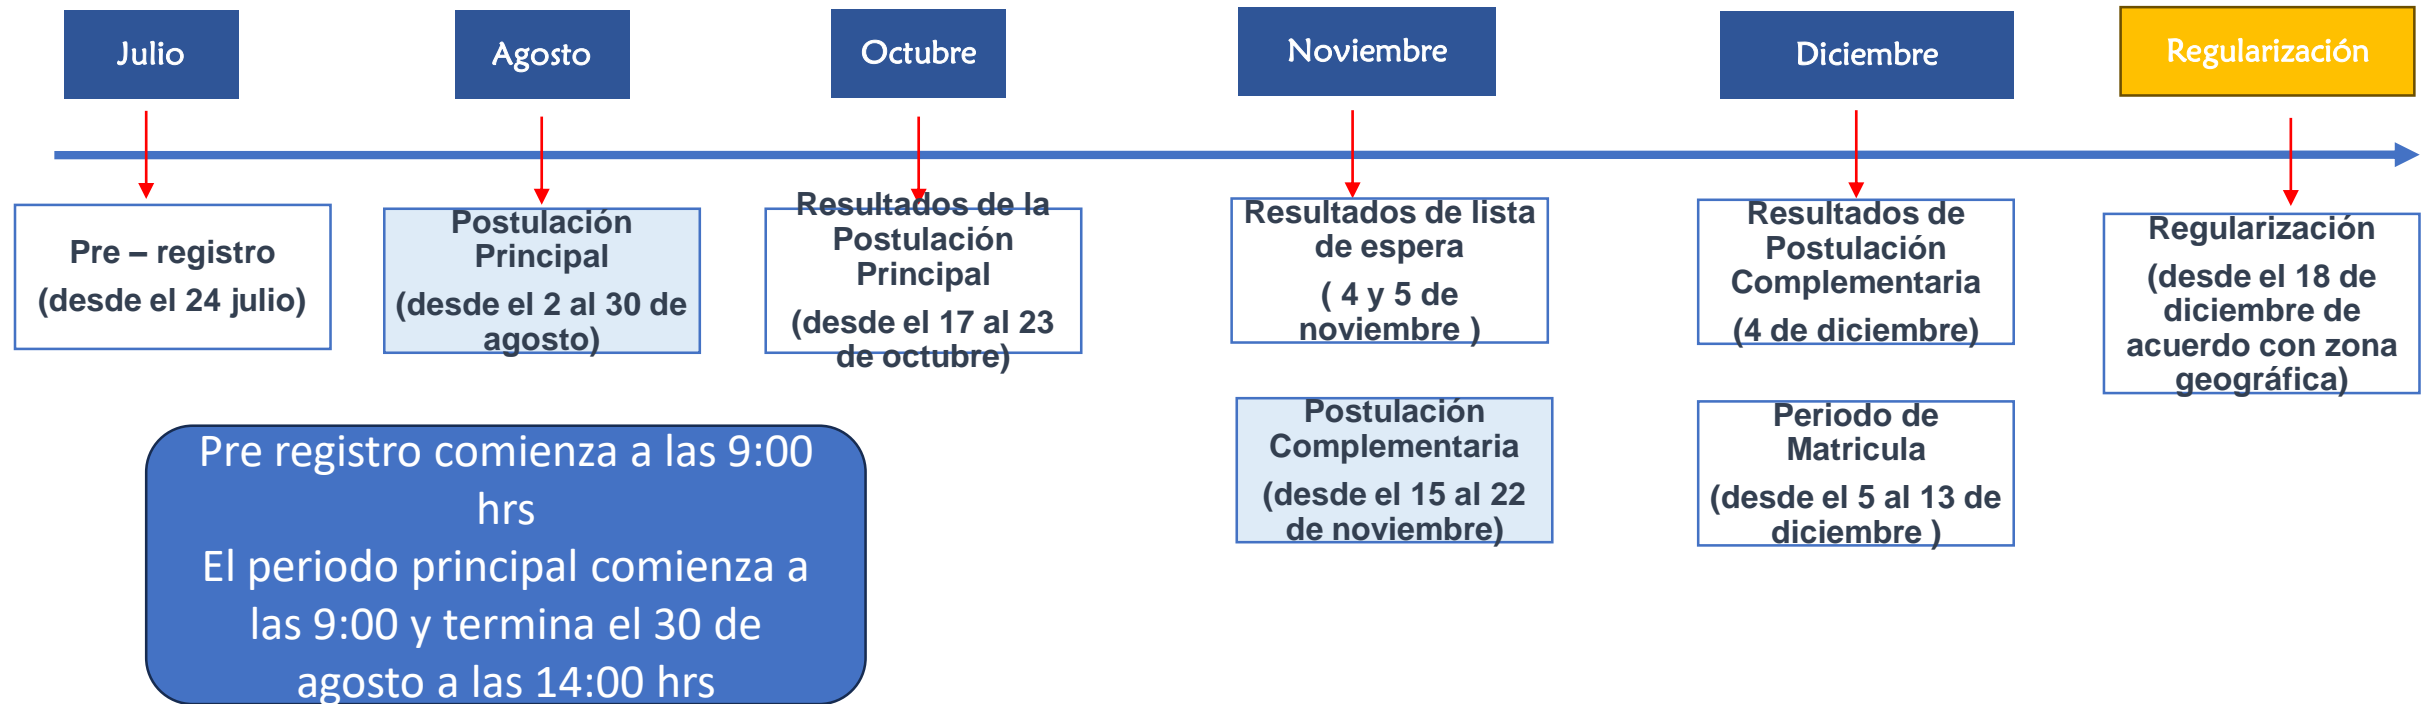 Julio
Agosto
Octubre
Noviembre
Diciembre
Regularización
Pre – registro
(desde el 24 julio)
Postulación
Principal
(desde el 2 al 30 de
agosto)
Resultados de la
Postulación
Principal
(desde el 17 al 23
de octubre)
Resultados de lista
de espera
( 4 y 5 de
noviembre )
Resultados de
Postulación
Complementaria
(4 de diciembre)
Regularización
(desde el 18 de
diciembre de
acuerdo con zona
geográfica)
Postulación
Complementaria
(desde el 15 al 22
de noviembre)
Periodo de
Matricula
(desde el 5 al 13 de
diciembre )
Pre registro comienza a las 9:00
hrs
El periodo principal comienza a
las 9:00 y termina el 30 de
agosto a las 14:00 hrs